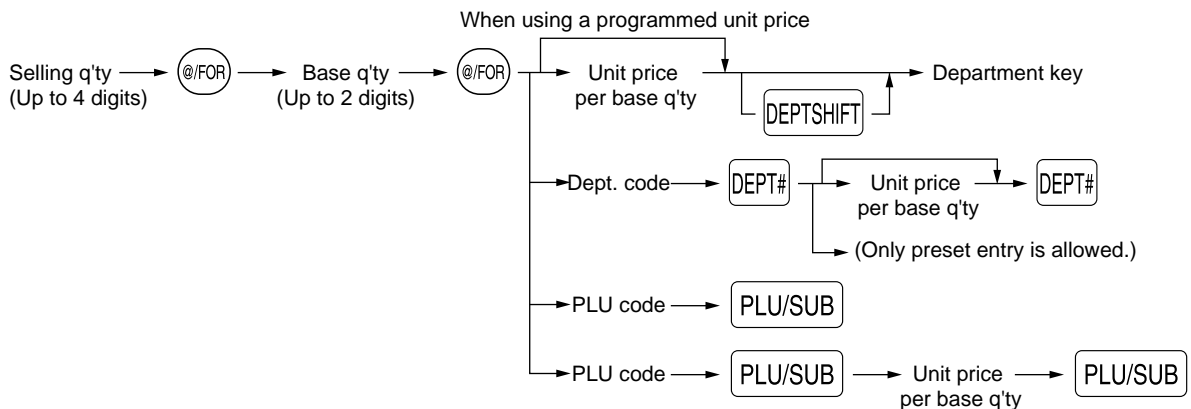 When using a programmed unit price
Selling q'ty
(Up to 4 digits)
@/FOR
Base q'ty
(Up to 2 digits)
@/FOR
Unit price
per base q'ty
DEPTSHIFT
Department key
Dept. code
DEPT#
Unit price
per base q'ty
DEPT#
(Only preset entry is allowed.)
PLU code
PLU/SUB
PLU code
PLU/SUB
Unit price
per base q'ty
PLU/SUB